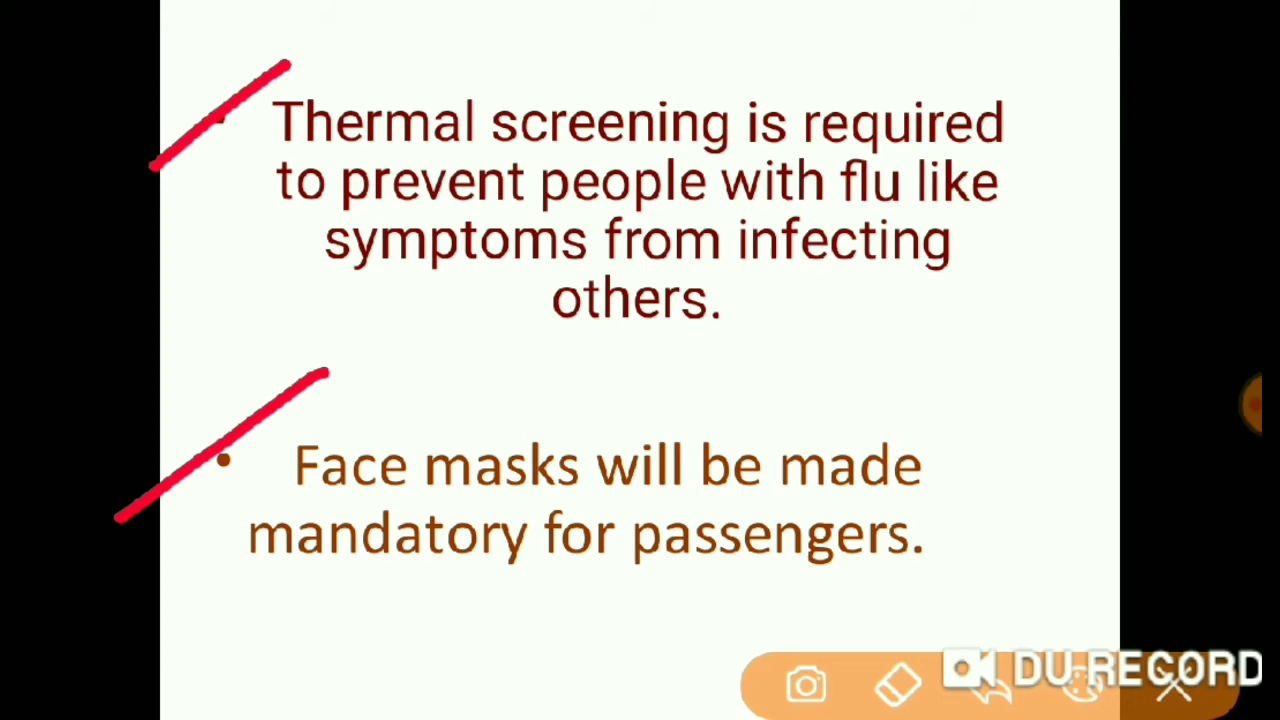 Thermal screening is required
to prevent people with flu like
symptoms from infecting
others.
• Face masks will be made
mandatory for passengers.
DU RECORD